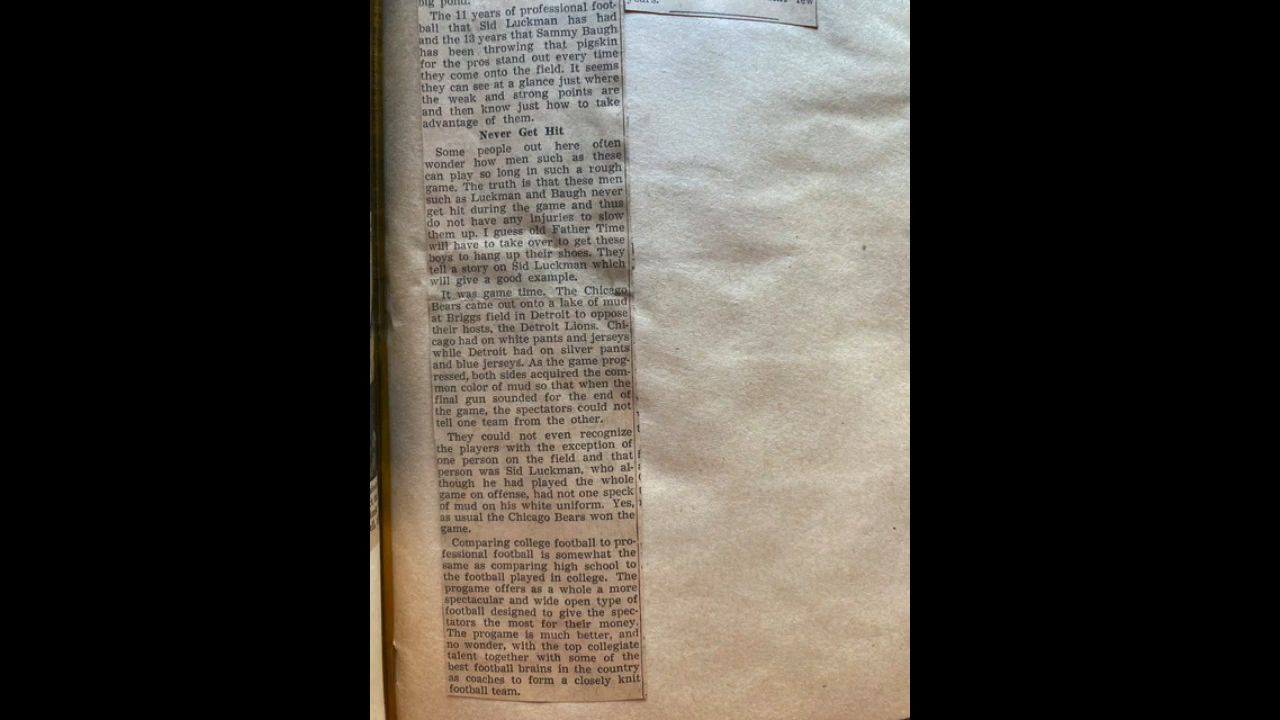 big pond.
The 11 years of professional foot-
ball that Sid Luckman has had
and the 13 years that Sammy Baugh
has been throwing that pigskin
for the pros stand out every time
they come onto the field. It seems
they can see at a glance just where
the weak and strong points are
and then know just how to take
advantage of them.
Never Get Hit
Some people out here often
wonder how men such as these
can play so long in such a rough
game. The truth is that these men
such as Luckman and Baugh never
get hit during the game and thus
do not have any injuries to slow
them up. I guess old Father Time
will have to take over to get these
boys to hang up their shoes. They
tell a story on Sid Luckman which
will give a good example.
It was game time. The Chicago
Bears came out onto a lake of mud
at Briggs field in Detroit to oppose
their hosts, the Detroit Lions. Chi-
cago had on white pants and jerseys
while Detroit had on silver pants
and blue jerseys. As the game prog-
ressed, both sides acquired the com-
mon color of mud so that when the
final gun sounded for the end of
the game, the spectators could not
tell one team from the other.
They could not even recognize
the players with the exception of
one person on the field and that
person was Sid Luckman, who al-
though he had played the whole
game on offense, had not one speck
of mud on his white uniform. Yes,
as usual the Chicago Bears won the
game.
Comparing college football to pro-
fessional football is somewhat the
same as comparing high school to
the football played in college. The
progame offers as a whole a more
spectacular and wide open type of
football designed to give the spec-
tators the most for their money.
The progame is much better, and
no wonder, with the top collegiate
talent together with some of the
best football brains in the country
as coaches to form a closely knit
football team.
years. few